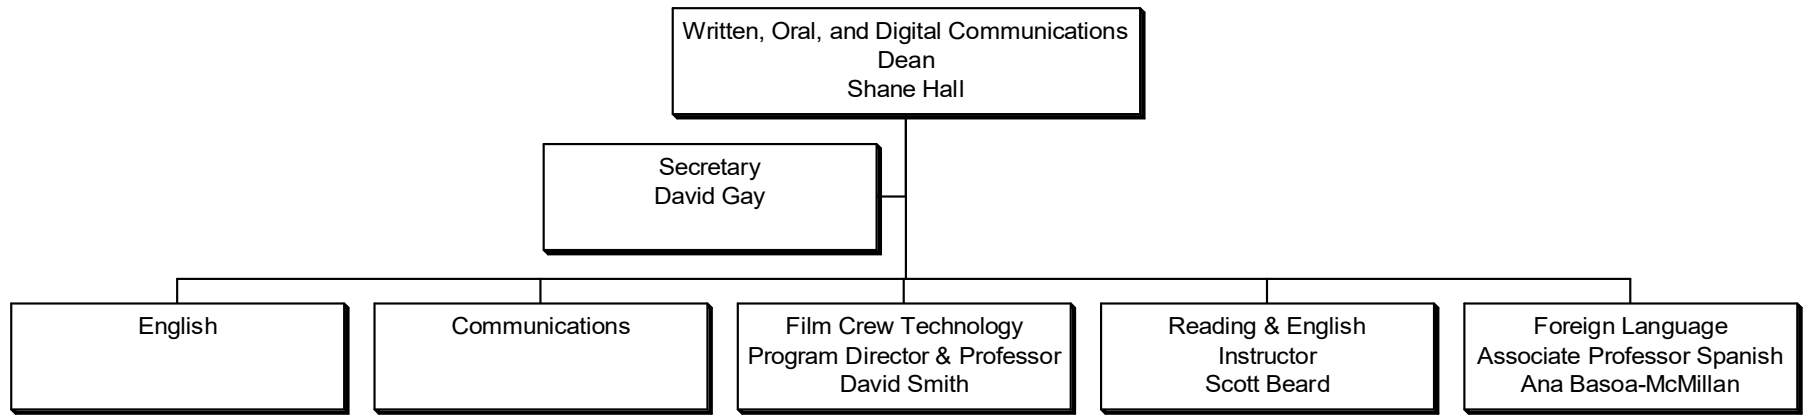 Written, Oral, and Digital Communications
Dean
Shane Hall
Secretary
David Gay
English
Communications
Film Crew Technology
Program Director & Professor
David Smith
Reading & English
Instructor
Scott Beard
Foreign Language
Associate Professor Spanish
Ana Basoa-McMillan